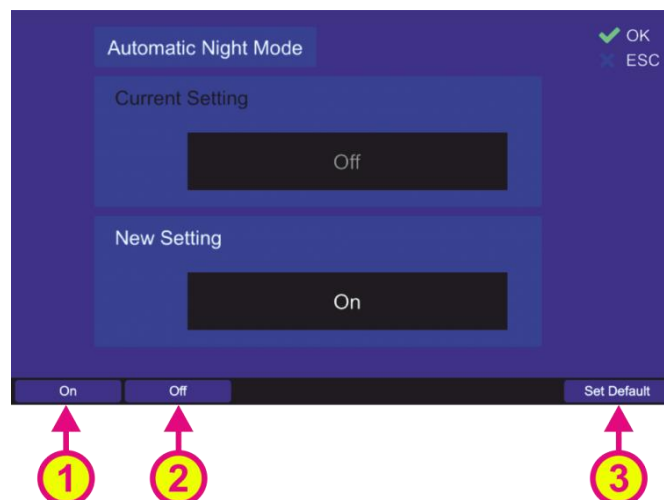 Automatic Night Mode
OK
ESC
Current Setting
Off
New Setting
On
On Off Set Default
1 2 3